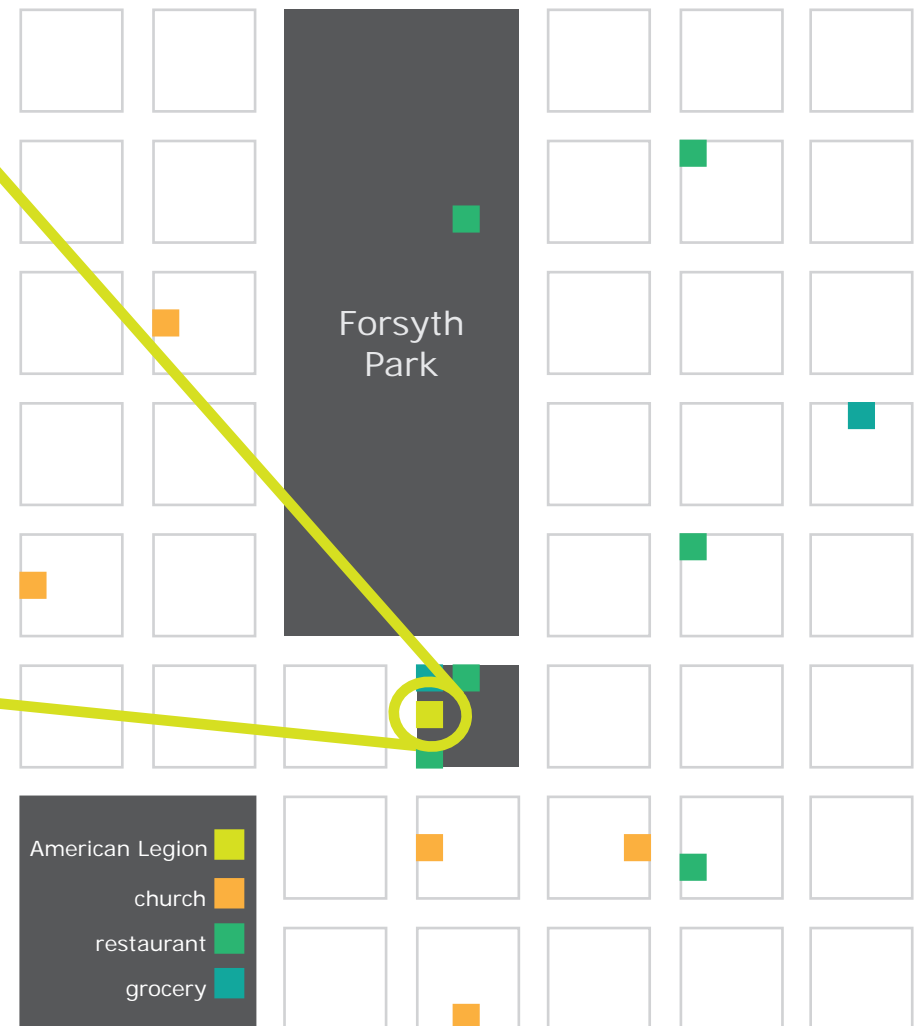 Forsyth
Park
American Legion
church
restaurant
grocery